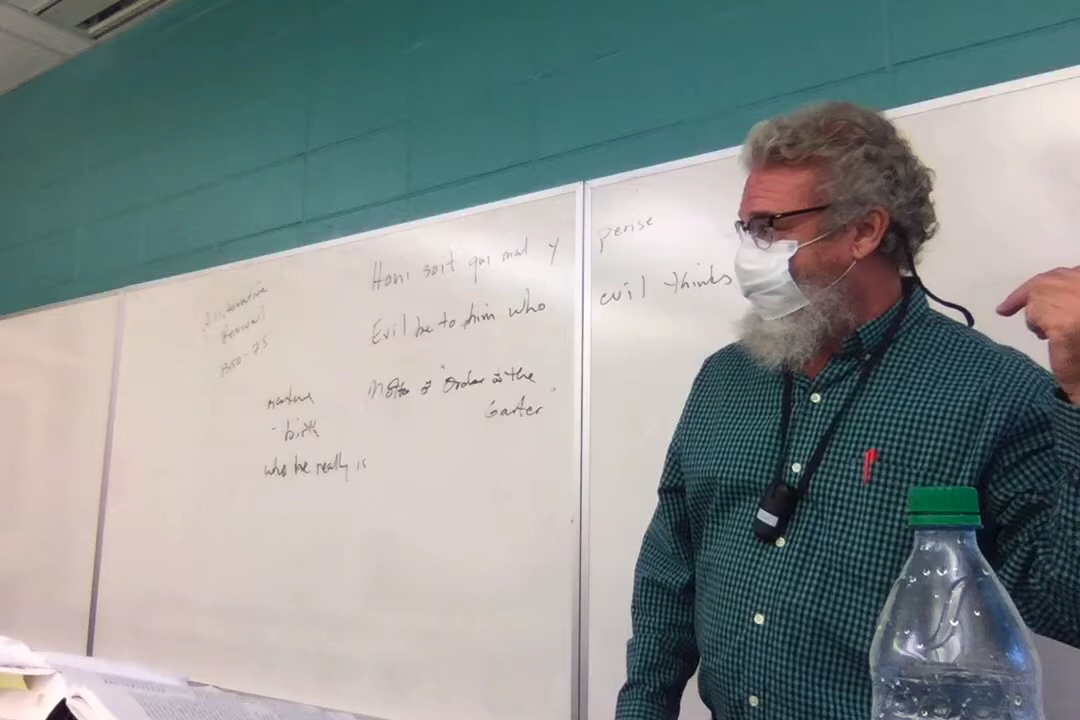 Alliterative
Revival
1350-75
Honi soit qui mal y pense
Evil be to him who evil thinks
Motto of "Order of the
Garter"
nature
- birth
who he really is